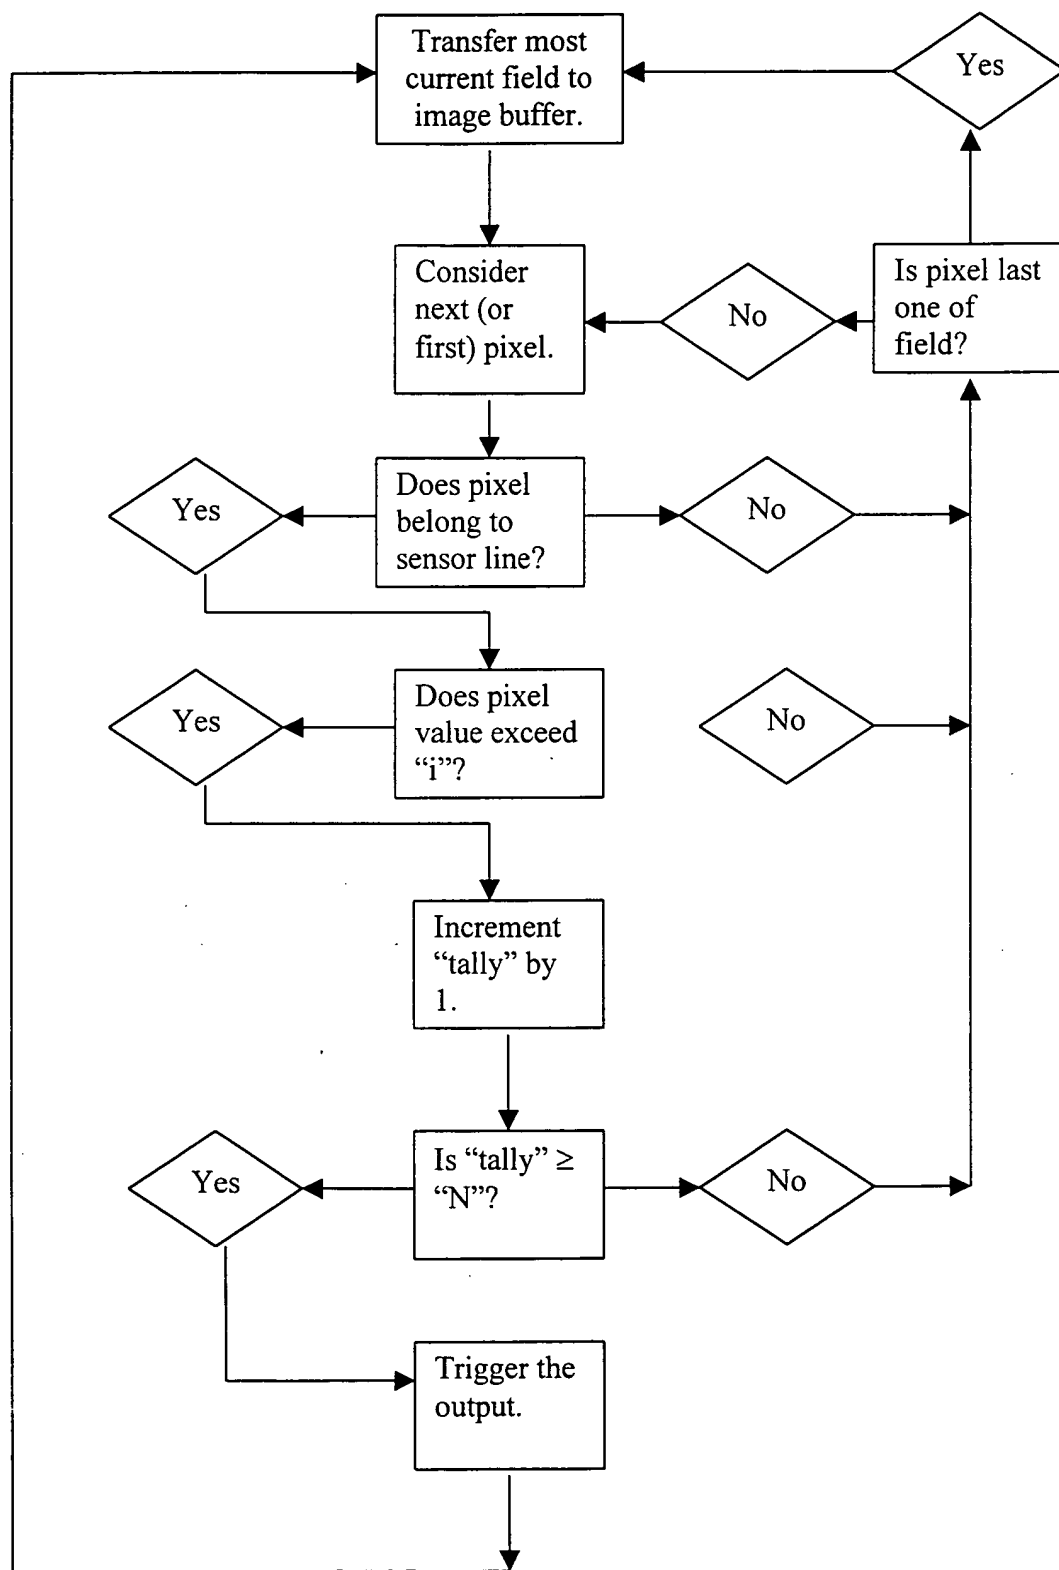 Transfer most
current field to
image buffer.
Yes
Consider
next (or
first) pixel.
No
Is pixel last
one of
field?
Yes
Does pixel
belong to
sensor line?
No
Yes
Does pixel
value exceed
“i”?
No
Increment
“tally” by
1.
Yes
Is “tally” ≥
“N”?
No
Trigger the
output.